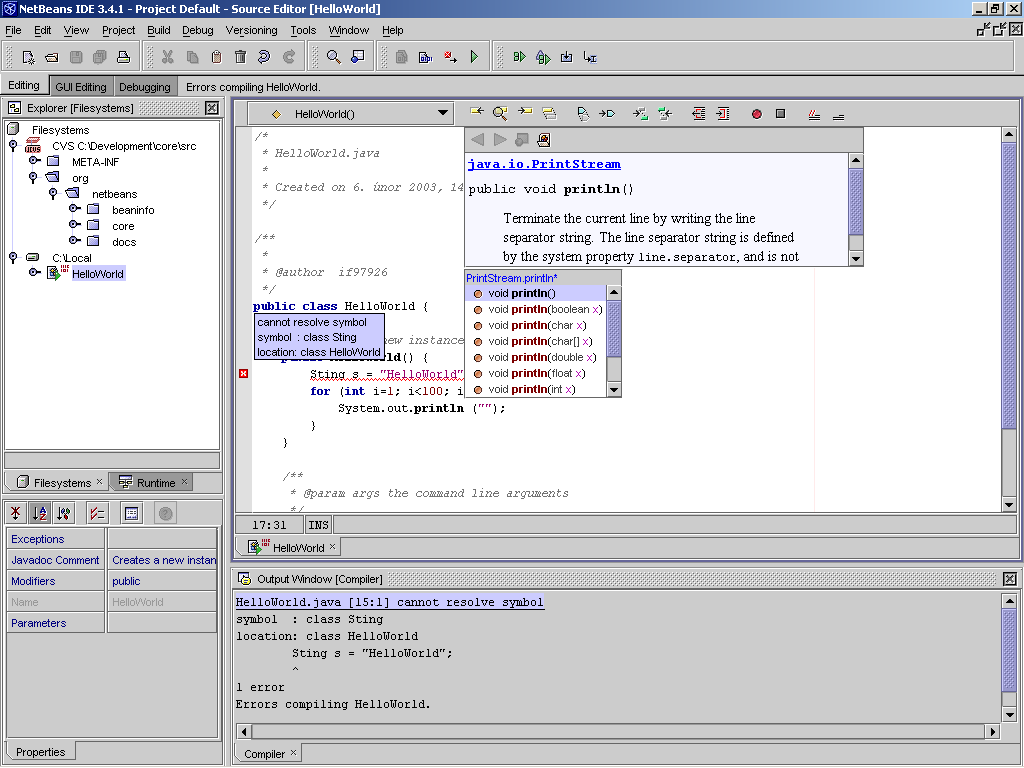 NetBeans IDE 3.4.1 - Project Default - Source Editor [HelloWorld]
File Edit View Project Build Debug Versioning Tools Window Help
Editing GUI Editing Debugging Errors compiling HelloWorld.
Explorer [Filesystems]
Filesystems
CVS C:\Development\core\src
META-INF
org
netbeans
beaninfo
core
docs
C:\Local
HelloWorld
Filesystems × Runtime ×
Exceptions
Javadoc Comment Creates a new instan
Modifiers public
Name HelloWorld
Parameters
Properties
HelloWorld()
/*
* HelloWorld.java
*
* Created on 6. únor 2003, 14
*/
/**
*
* @author if97926
*/
public class HelloWorld {
cannot resolve symbol
symbol : class Sting
location: class HelloWorld
new instance
ld() {
Sting s = "HelloWorld"
for (int i=1; i<100; i
System.out.println ("");
}
}
/**
* @param args the command line arguments
*/
java.io.PrintStream
public void println()
Terminate the current line by writing the line
separator string. The line separator string is defined
by the system property line.separator, and is not
PrintStream.println*
void println()
void println(boolean x)
void println(char x)
void println(char[] x)
void println(double x)
void println(float x)
void println(int x)
17:31 INS
HelloWorld ×
Output Window [Compiler]
HelloWorld.java [15:1] cannot resolve symbol
symbol : class Sting
location: class HelloWorld
Sting s = "HelloWorld";
^
1 error
Errors compiling HelloWorld.
Compiler ×